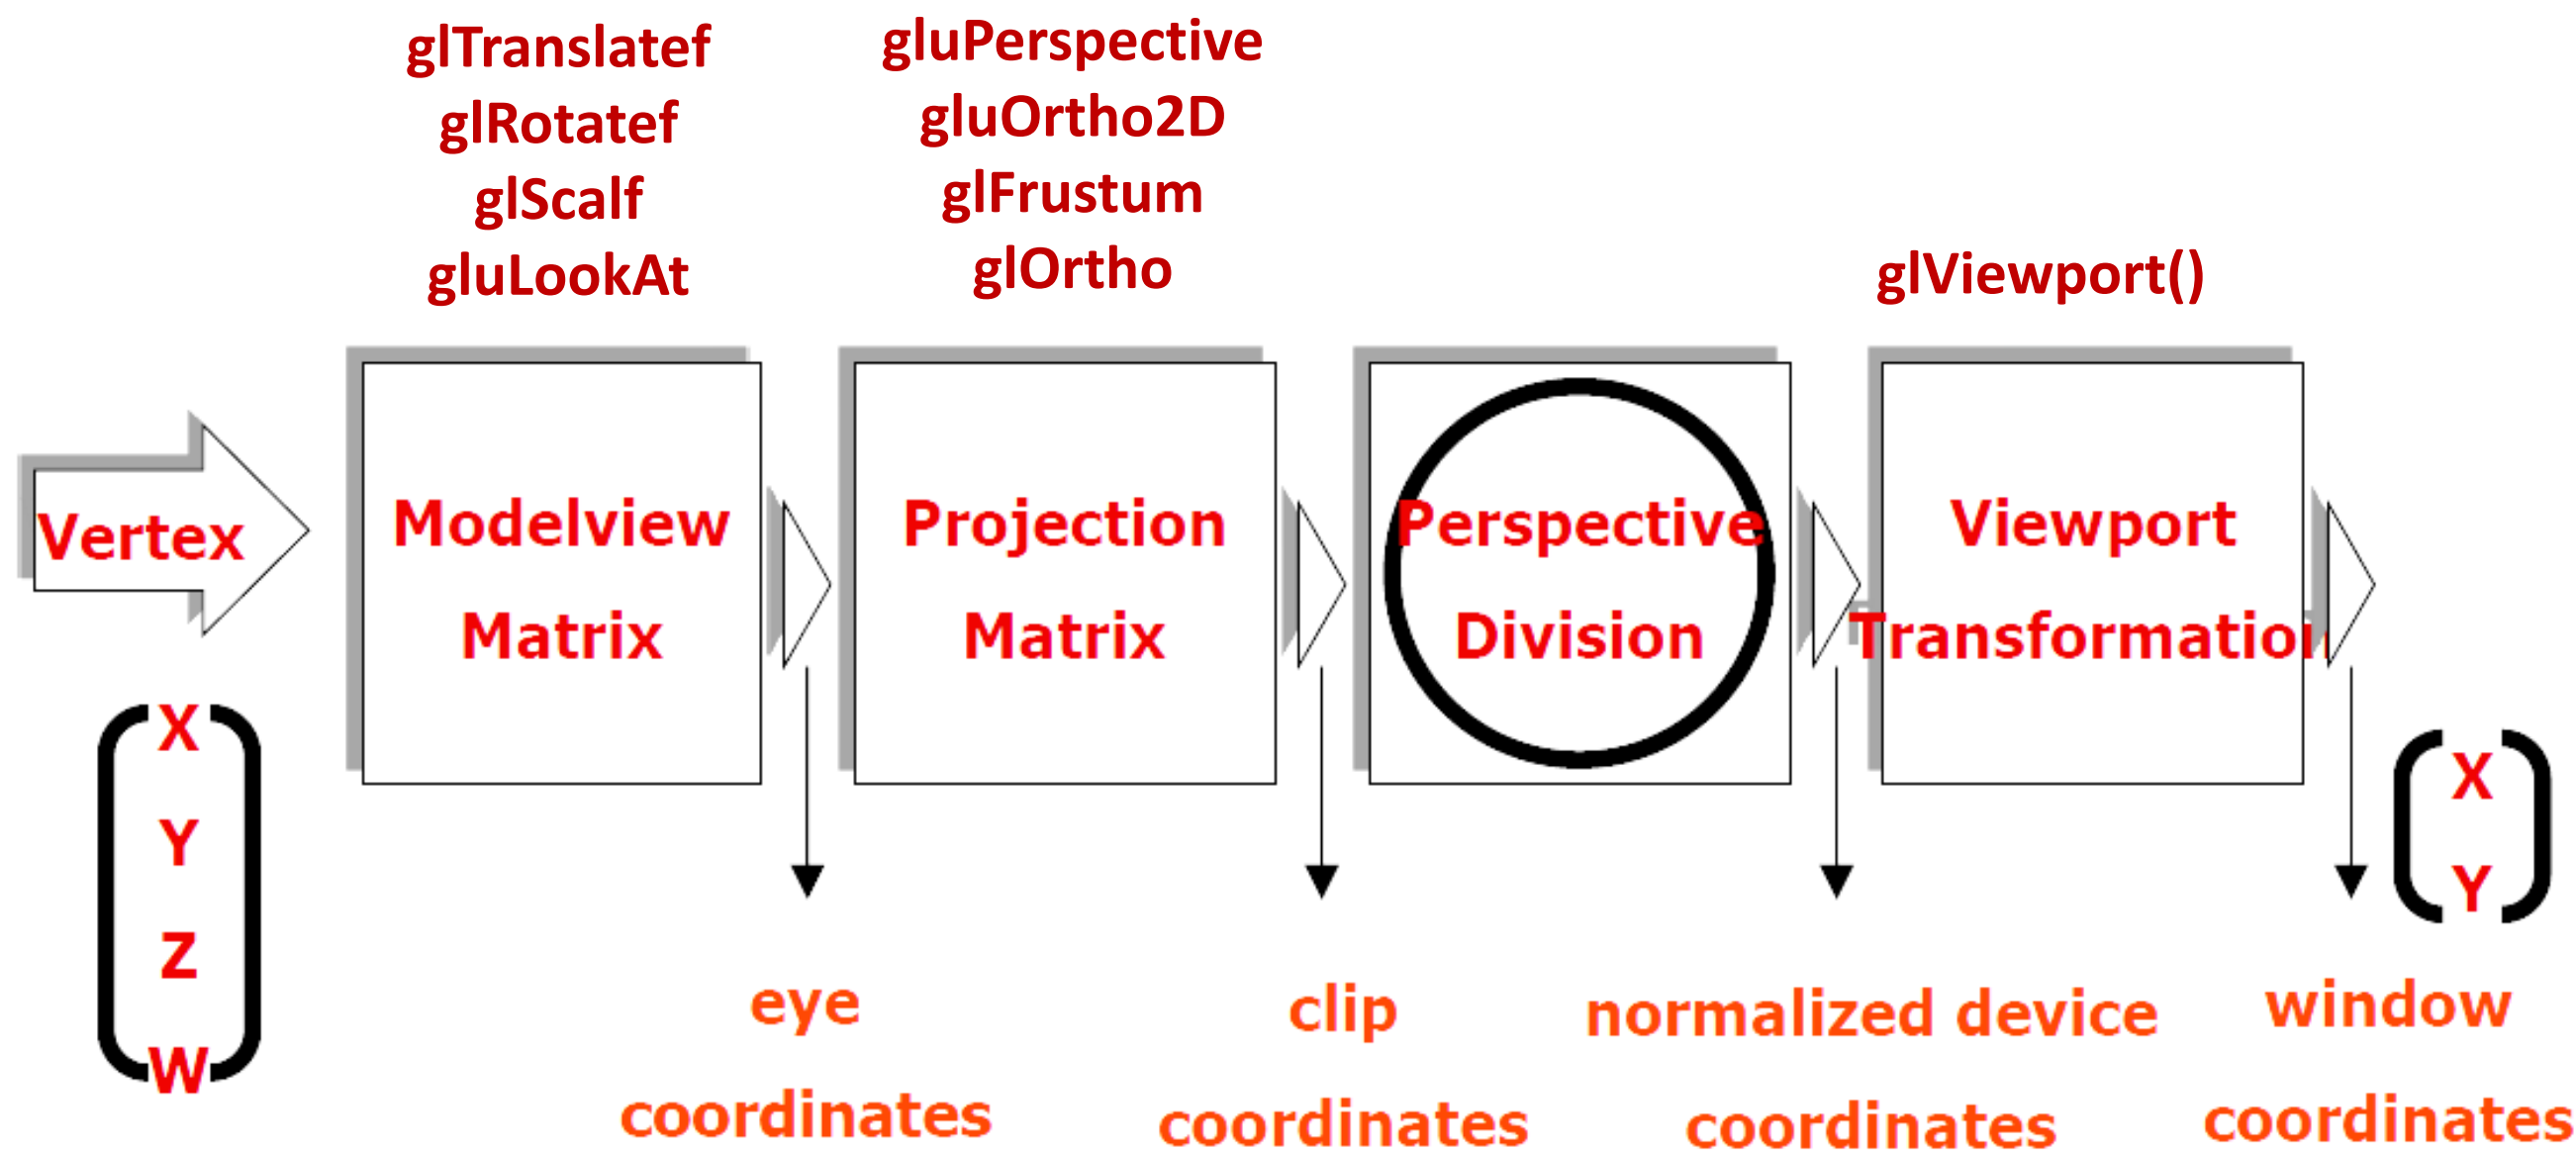 glTranslatef
glRotatef
glScalf
gluLookAt
gluPerspective
gluOrtho2D
glFrustum
glOrtho
glViewport()
Vertex
Modelview
Matrix
Projection
Matrix
Perspective
Division
Viewport
Transformation
X
Y
Z
W
X
Y
eye
coordinates
clip
coordinates
normalized device
coordinates
window
coordinates